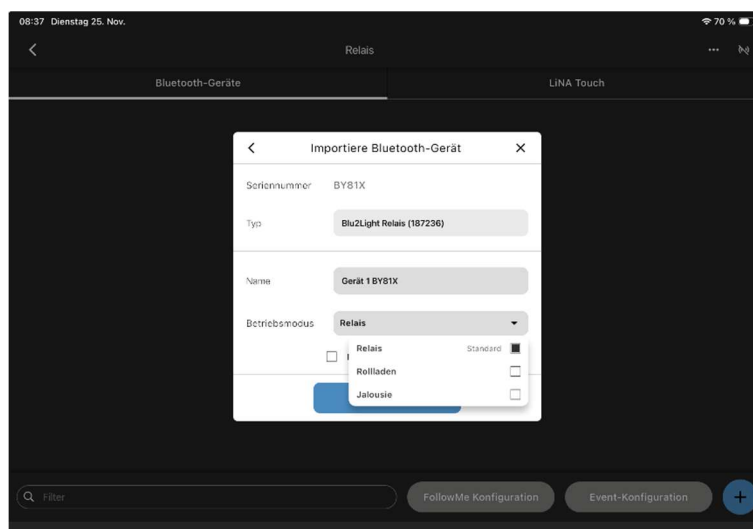 08:37 Dienstag 25. Nov. 70 %
Relais
Bluetooth-Geräte LiNA Touch
Importiere Bluetooth-Gerät
Seriennummer BY81X
Typ Blu2Light Relais (187236)
Name Gerät 1 BY81X
Betriebsmodus Relais
Relais Standard
Rollladen
Jalousie
Filter FollowMe Konfiguration Event-Konfiguration